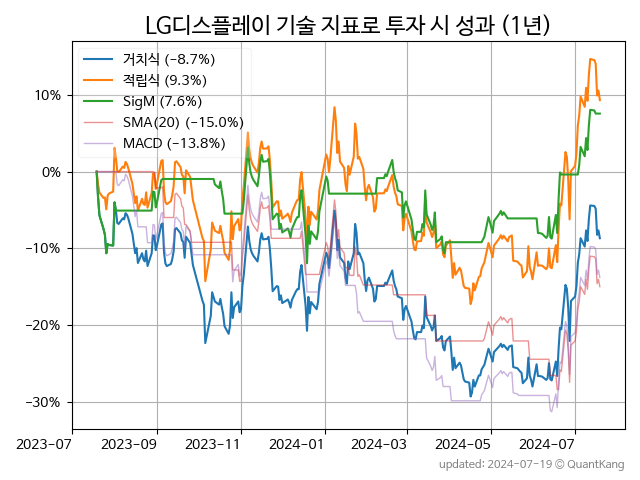 LG디스플레이 기술 지표로 투자 시 성과 (1년)
거치식 (−8.7%)
적립식 (9.3%)
SigM (7.6%)
SMA(20) (−15.0%)
MACD (−13.8%)
10%
0%
−10%
−20%
−30%
2023-07 2023-09 2023-11 2024-01 2024-03 2024-05 2024-07
updated: 2024-07-19 © QuantKang